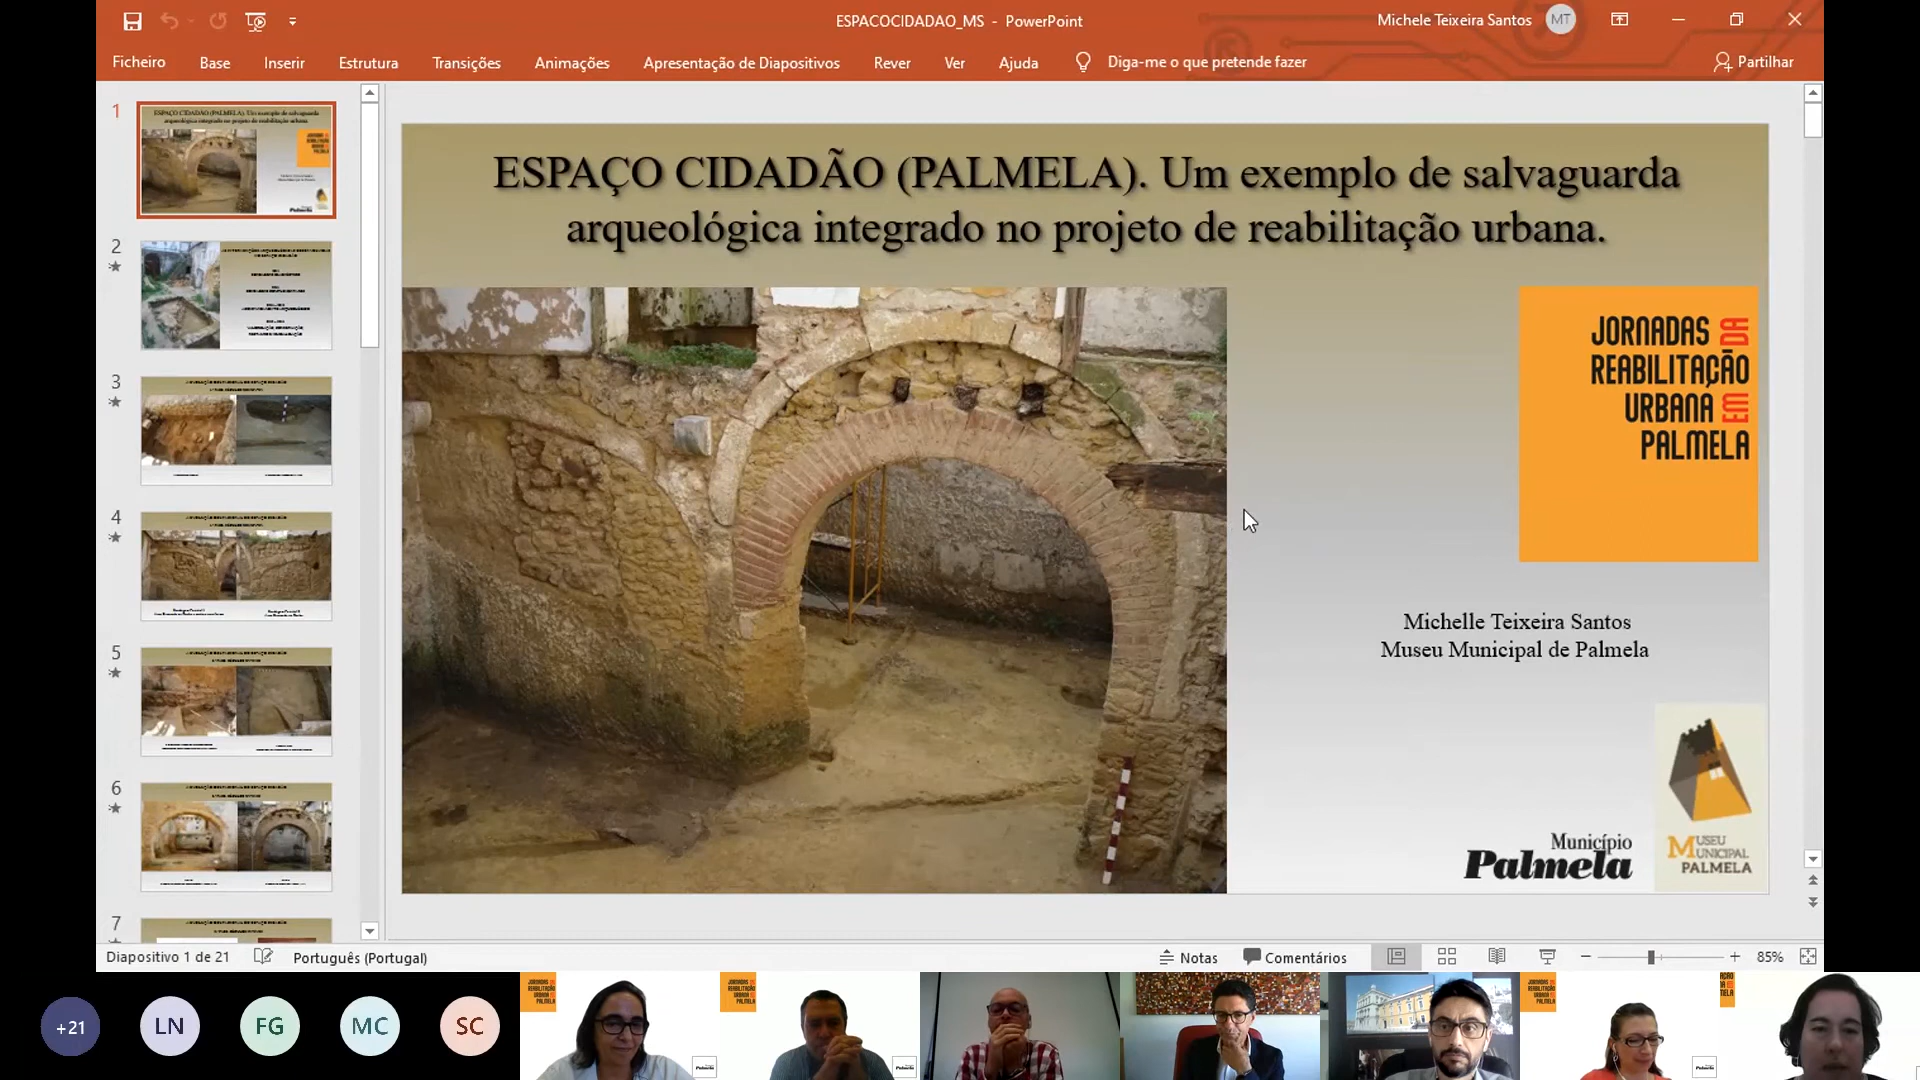 ESPACOCIDADAO_MS - PowerPoint
Michele Teixeira Santos
MT
Ficheiro
Base
Inserir
Estrutura
Transições
Animações
Apresentação de Diapositivos
Rever
Ver
Ajuda
Diga-me o que pretende fazer
Partilhar
1
2
3
4
5
6
7
ESPAÇO CIDADÃO (PALMELA). Um exemplo de salvaguarda
arqueológica integrado no projeto de reabilitação urbana.
JORNADAS DA
REABILITAÇÃO
URBANA EM
PALMELA
Michelle Teixeira Santos
Museu Municipal de Palmela
Município
Palmela
MUSEU
MUNICIPAL
PALMELA
Diapositivo 1 de 21
Português (Portugal)
Notas
Comentários
85%
+21
LN
FG
MC
SC